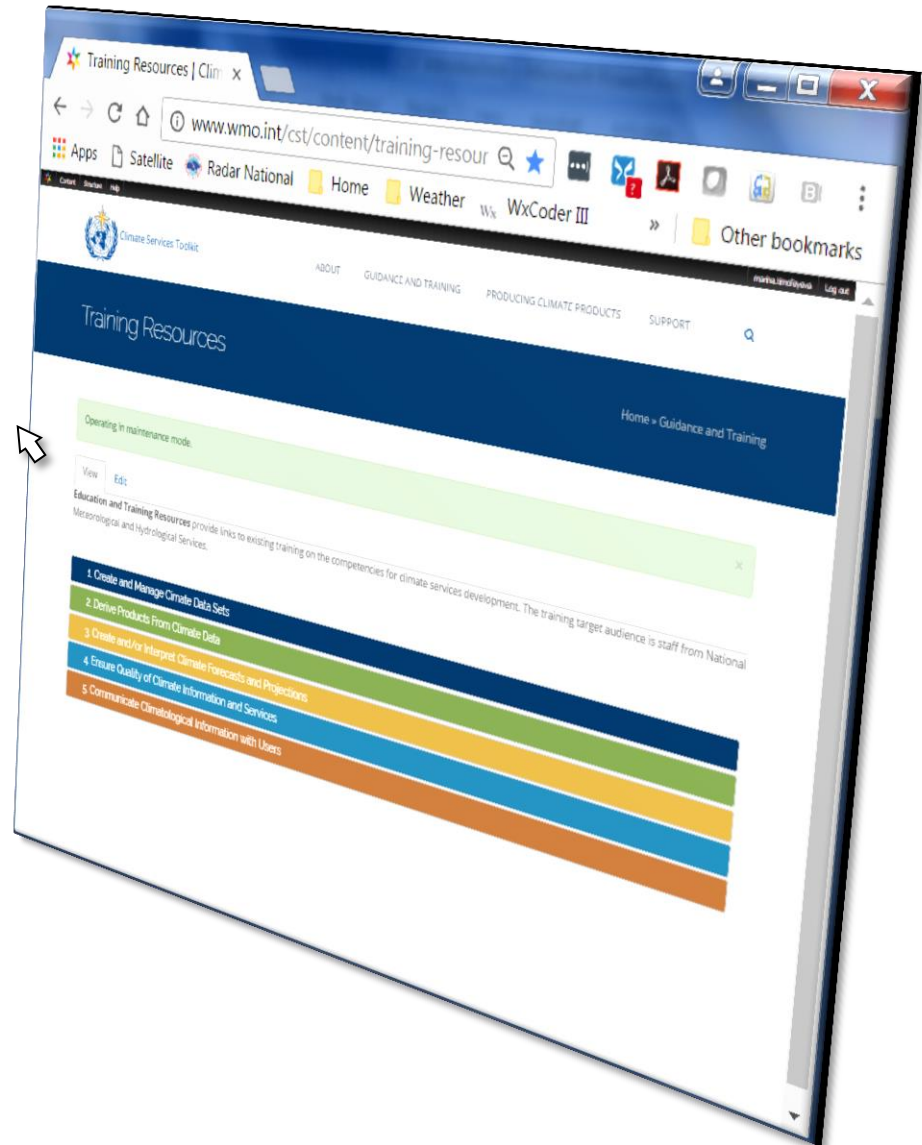 Training Resources | Clim x
www.wmo.int/cst/content/training-resour
Apps Satellite Radar National Home Weather Wx WxCoder III » Other bookmarks
Content Structure Help
Log out
Climate Services Toolkit
ABOUT GUIDANCE AND TRAINING PRODUCING CLIMATE PRODUCTS SUPPORT
Training Resources
Home » Guidance and Training
Operating in maintenance mode.
×
View Edit
Education and Training Resources provide links to existing training on the competencies for climate services development. The training target audience is staff from National
Meteorological and Hydrological Services.
1 Create and Manage Climate Data Sets
2 Derive Products From Climate Data
3 Create and/or Interpret Climate Forecasts and Projections
4 Ensure Quality of Climate Information and Services
5 Communicate Climatological Information with Users